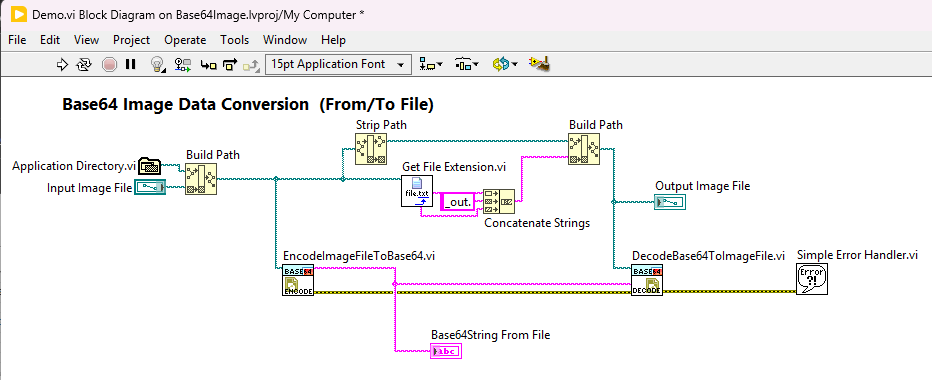 Demo.vi Block Diagram on Base64Image.lvproj/My Computer *
File Edit View Project Operate Tools Window Help
15pt Application Font
Base64 Image Data Conversion (From/To File)
Strip Path
Build Path
Build Path
Application Directory.vi
Get File Extension.vi
Input Image File
file.txt
_out.
Output Image File
Concatenate Strings
EncodeImageFileToBase64.vi
DecodeBase64ToImageFile.vi
Simple Error Handler.vi
BASE64
ENCODE
BASE64
DECODE
Error
?!
Base64String From File
abc